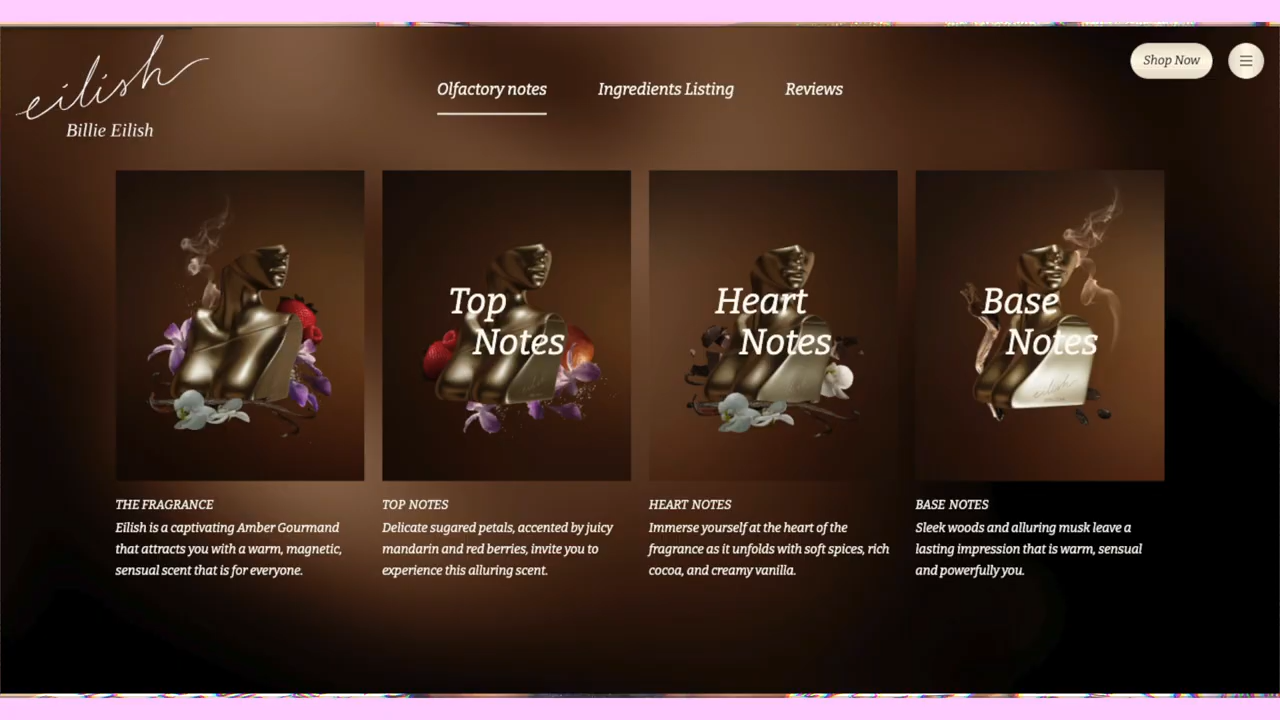 eilish
Billie Eilish
Olfactory notes
Ingredients Listing
Reviews
Shop Now
Top
Notes
Heart
Notes
Base
Notes
eilish
THE FRAGRANCE
Eilish is a captivating Amber Gourmand
that attracts you with a warm, magnetic,
sensual scent that is for everyone.
TOP NOTES
Delicate sugared petals, accented by juicy
mandarin and red berries, invite you to
experience this alluring scent.
HEART NOTES
Immerse yourself at the heart of the
fragrance as it unfolds with soft spices, rich
cocoa, and creamy vanilla.
BASE NOTES
Sleek woods and alluring musk leave a
lasting impression that is warm, sensual
and powerfully you.